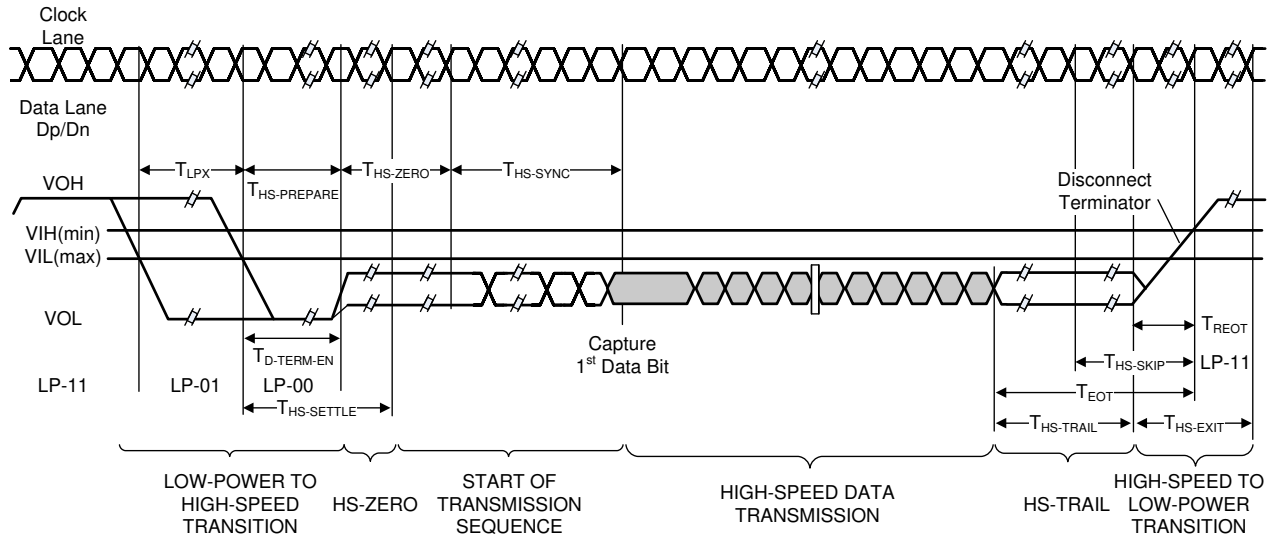 Clock
Lane
Data Lane
Dp/Dn
TLPX
THS-PREPARE
THS-ZERO
THS-SYNC
VOH
Disconnect
Terminator
VIH(min)
VIL(max)
VOL
TD-TERM-EN
Capture
1st Data Bit
TREOT
THS-SKIP
LP-11
LP-11
LP-01
LP-00
THS-SETTLE
TEOT
THS-TRAIL
THS-EXIT
LOW-POWER TO
HIGH-SPEED
TRANSITION
HS-ZERO
START OF
TRANSMISSION
SEQUENCE
HIGH-SPEED DATA
TRANSMISSION
HS-TRAIL
HIGH-SPEED TO
LOW-POWER
TRANSITION